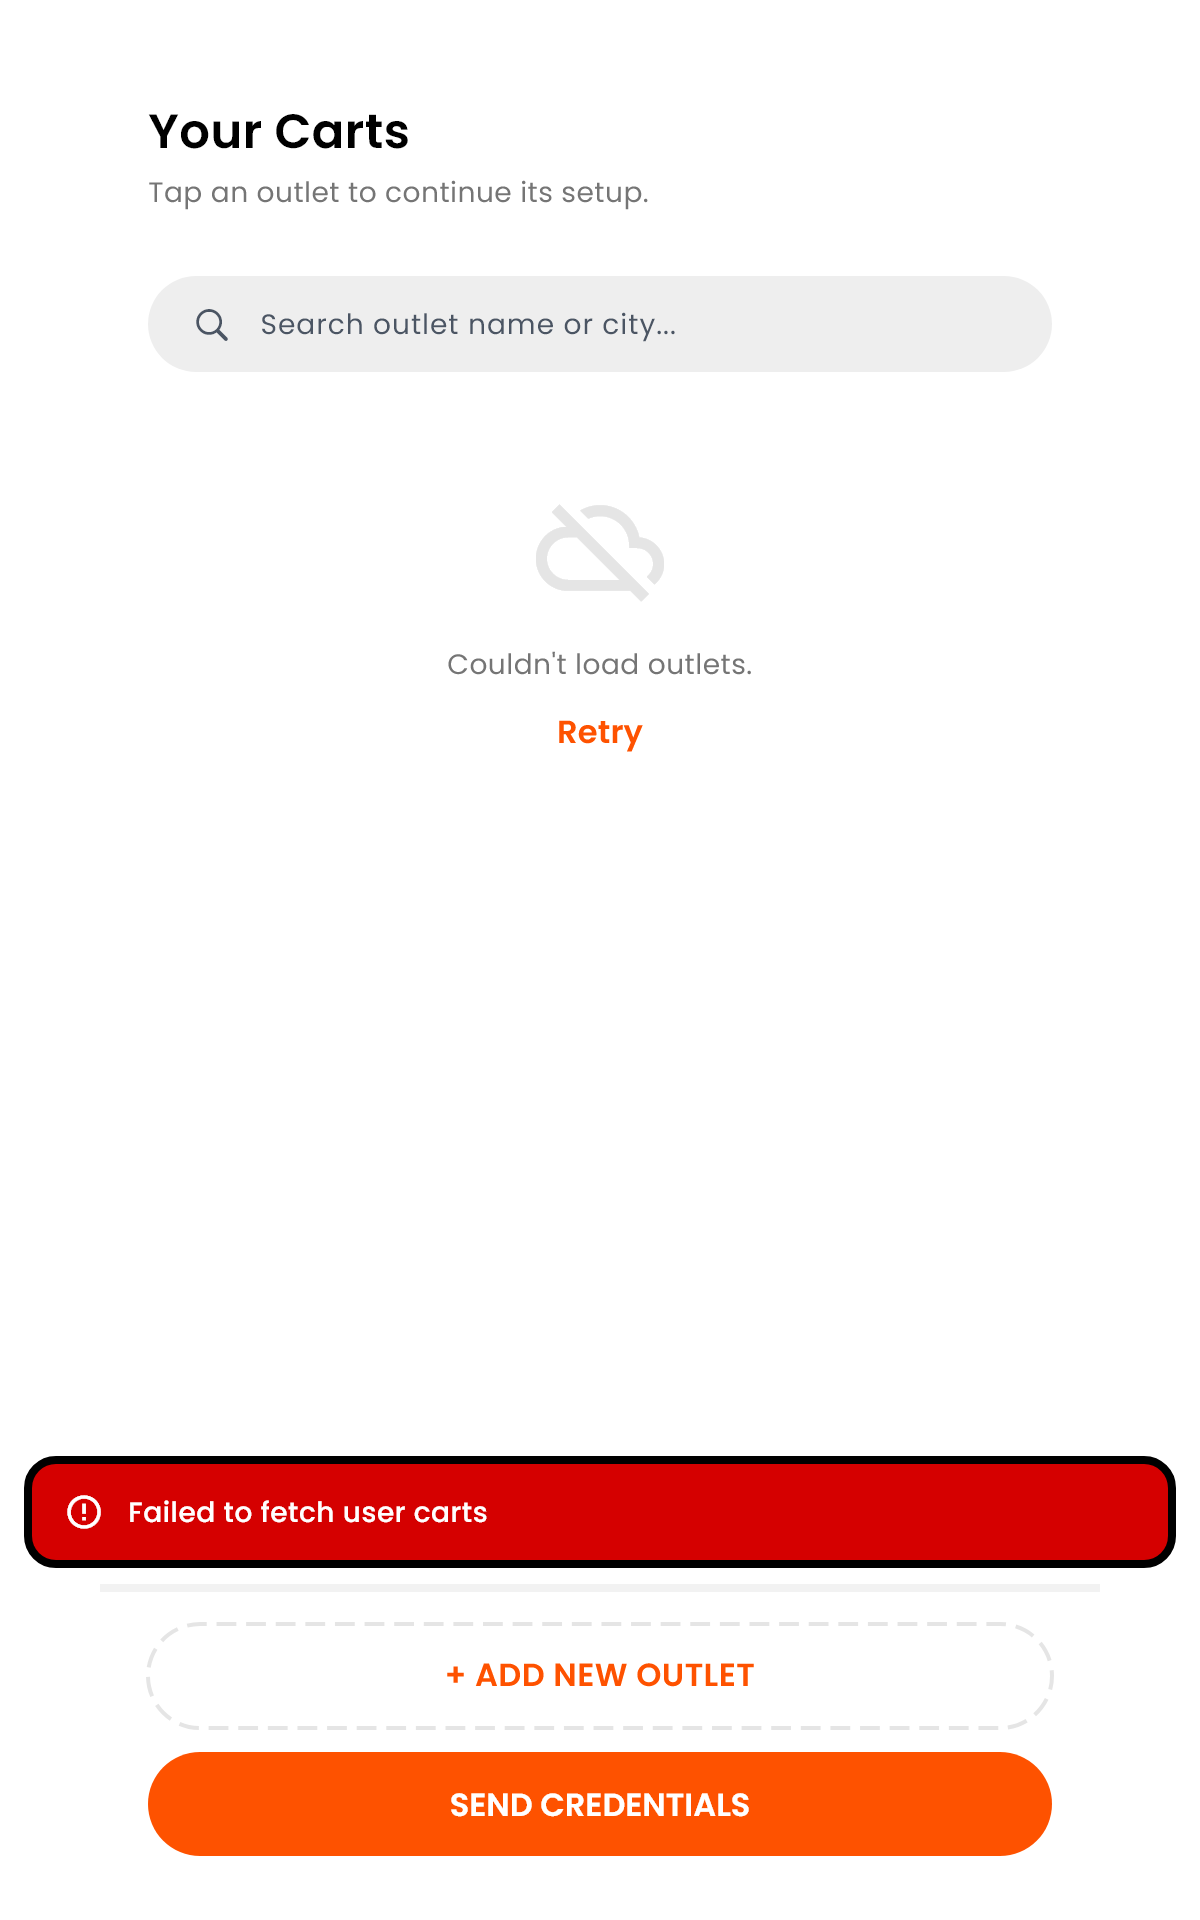 Your Carts
Tap an outlet to continue its setup.
Search outlet name or city...
Couldn't load outlets.
Retry
Failed to fetch user carts
+ ADD NEW OUTLET
SEND CREDENTIALS